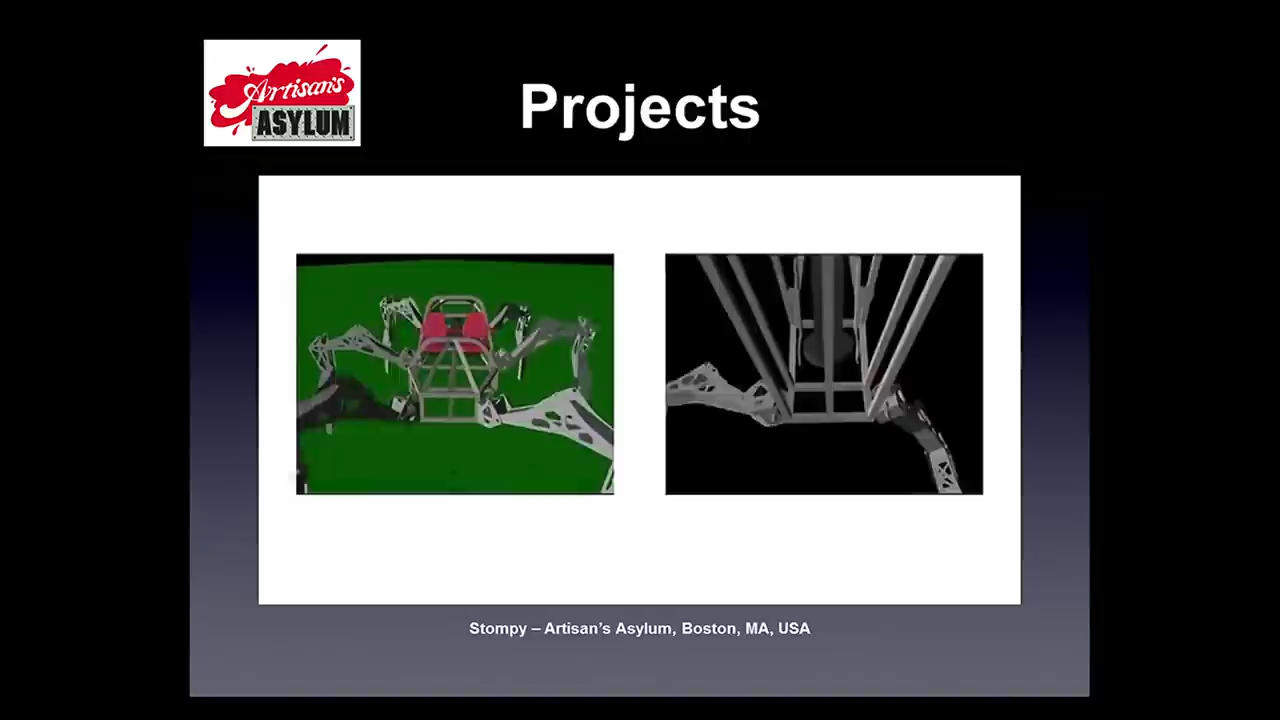 Artisan's
ASYLUM
Projects
Stompy – Artisan's Asylum, Boston, MA, USA